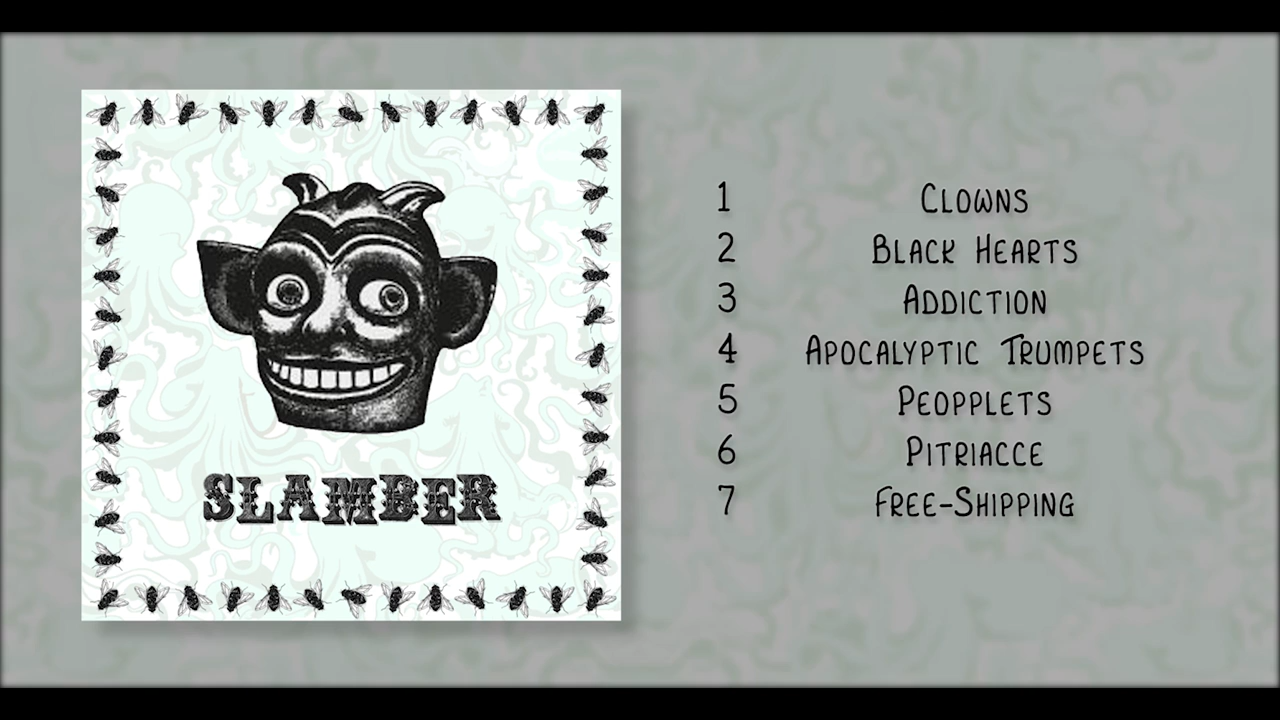 SLAMBER
1 Clowns
2 Black Hearts
3 Addiction
4 Apocalyptic Trumpets
5 Peopplets
6 Pitriacce
7 Free-Shipping